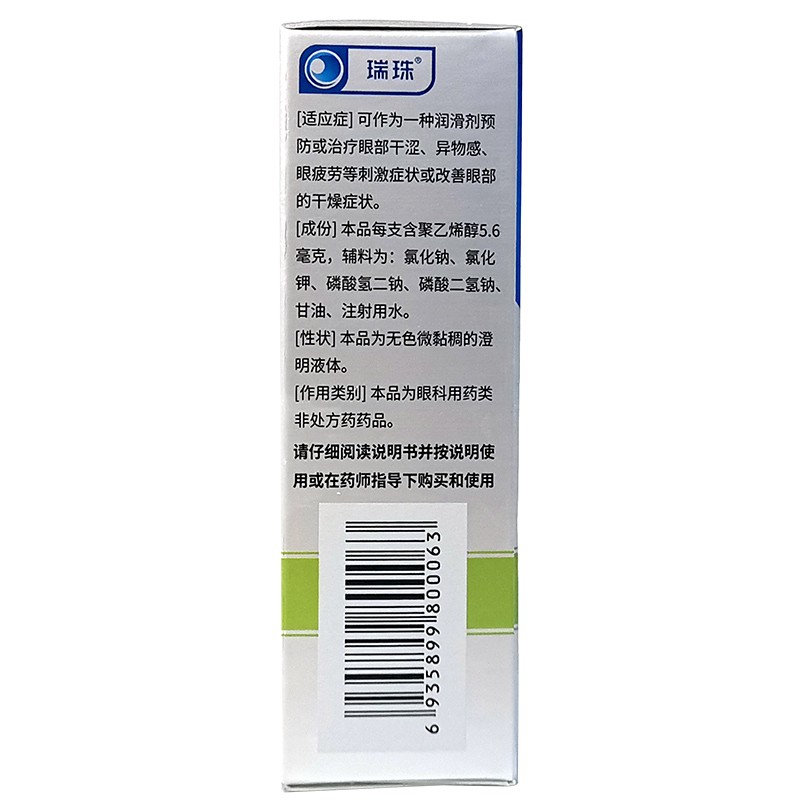 瑞珠®
[适应症] 可作为一种润滑剂预
防或治疗眼部干涩、异物感、
眼疲劳等刺激症状或改善眼部
的干燥症状。
[成份] 本品每支含聚乙烯醇5.6
毫克，辅料为：氯化钠、氯化
钾、磷酸氢二钠、磷酸二氢钠、
甘油、注射用水。
[性状] 本品为无色微黏稠的澄
明液体。
[作用类别] 本品为眼科用药类
非处方药药品。
请仔细阅读说明书并按说明使
用或在药师指导下购买和使用
6 935899 800063